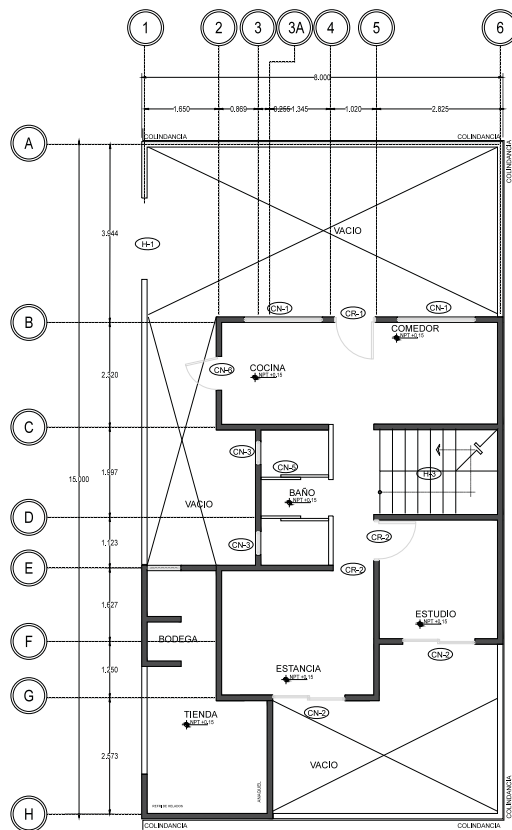 1 2 3 3A 4 5 6
8.000
1.650 0.869 0.255 1.345 1.020 2.825
COLINDANCIA COLINDANCIA
COLINDANCIA
A
3.944
H-1
VACIO
CN-1 CR-1 CN-1
B
COMEDOR
NPT +0.15
2.320
CN-6
COCINA
NPT +0.15
C
CN-3
CN-5
H-3
1.997
15.000
BAÑO
NPT +0.15
VACIO
D
CR-2
1.123
CN-3
E
CR-2
1.627
ESTUDIO
NPT +0.15
F
BODEGA
CN-2
1.250
ESTANCIA
NPT +0.15
G
CN-2
TIENDA
NPT +0.15
2.573
VACIO
ANAQUEL
COLINDANCIA
H
COLINDANCIA COLINDANCIA